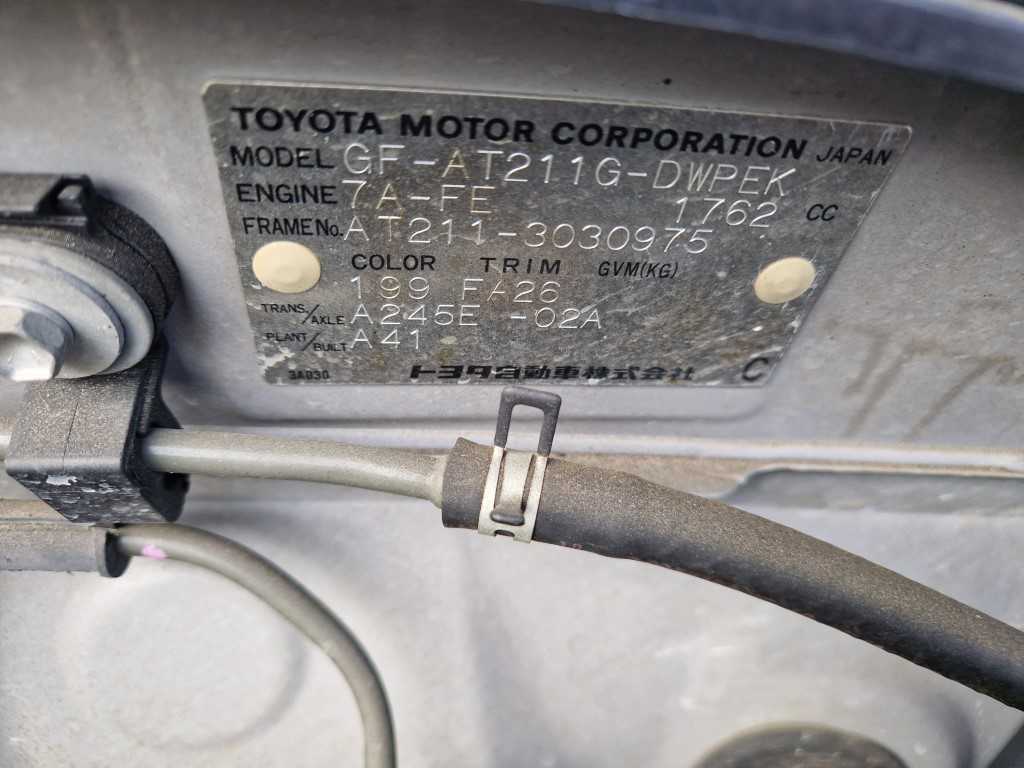 TOYOTA MOTOR CORPORATION JAPAN
MODEL GF-AT211G-DWPEK
ENGINE 7A-FE 1762 CC
FRAME No. AT211-3030975
COLOR TRIM GVM(KG)
199 FA26
TRANS./AXLE A245E -02A
PLANT/BUILT A41
3A030 トヨタ自動車株式会社 C